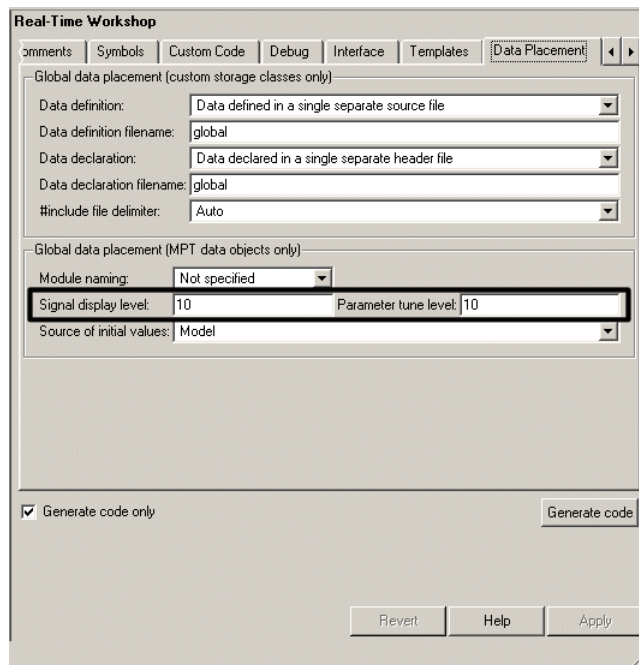 Real-Time Workshop
omments Symbols Custom Code Debug Interface Templates Data Placement
Global data placement (custom storage classes only)
Data definition: Data defined in a single separate source file
Data definition filename: global
Data declaration: Data declared in a single separate header file
Data declaration filename: global
#include file delimiter: Auto
Global data placement (MPT data objects only)
Module naming: Not specified
Signal display level: 10 Parameter tune level: 10
Source of initial values: Model
Generate code only Generate code
Revert Help Apply